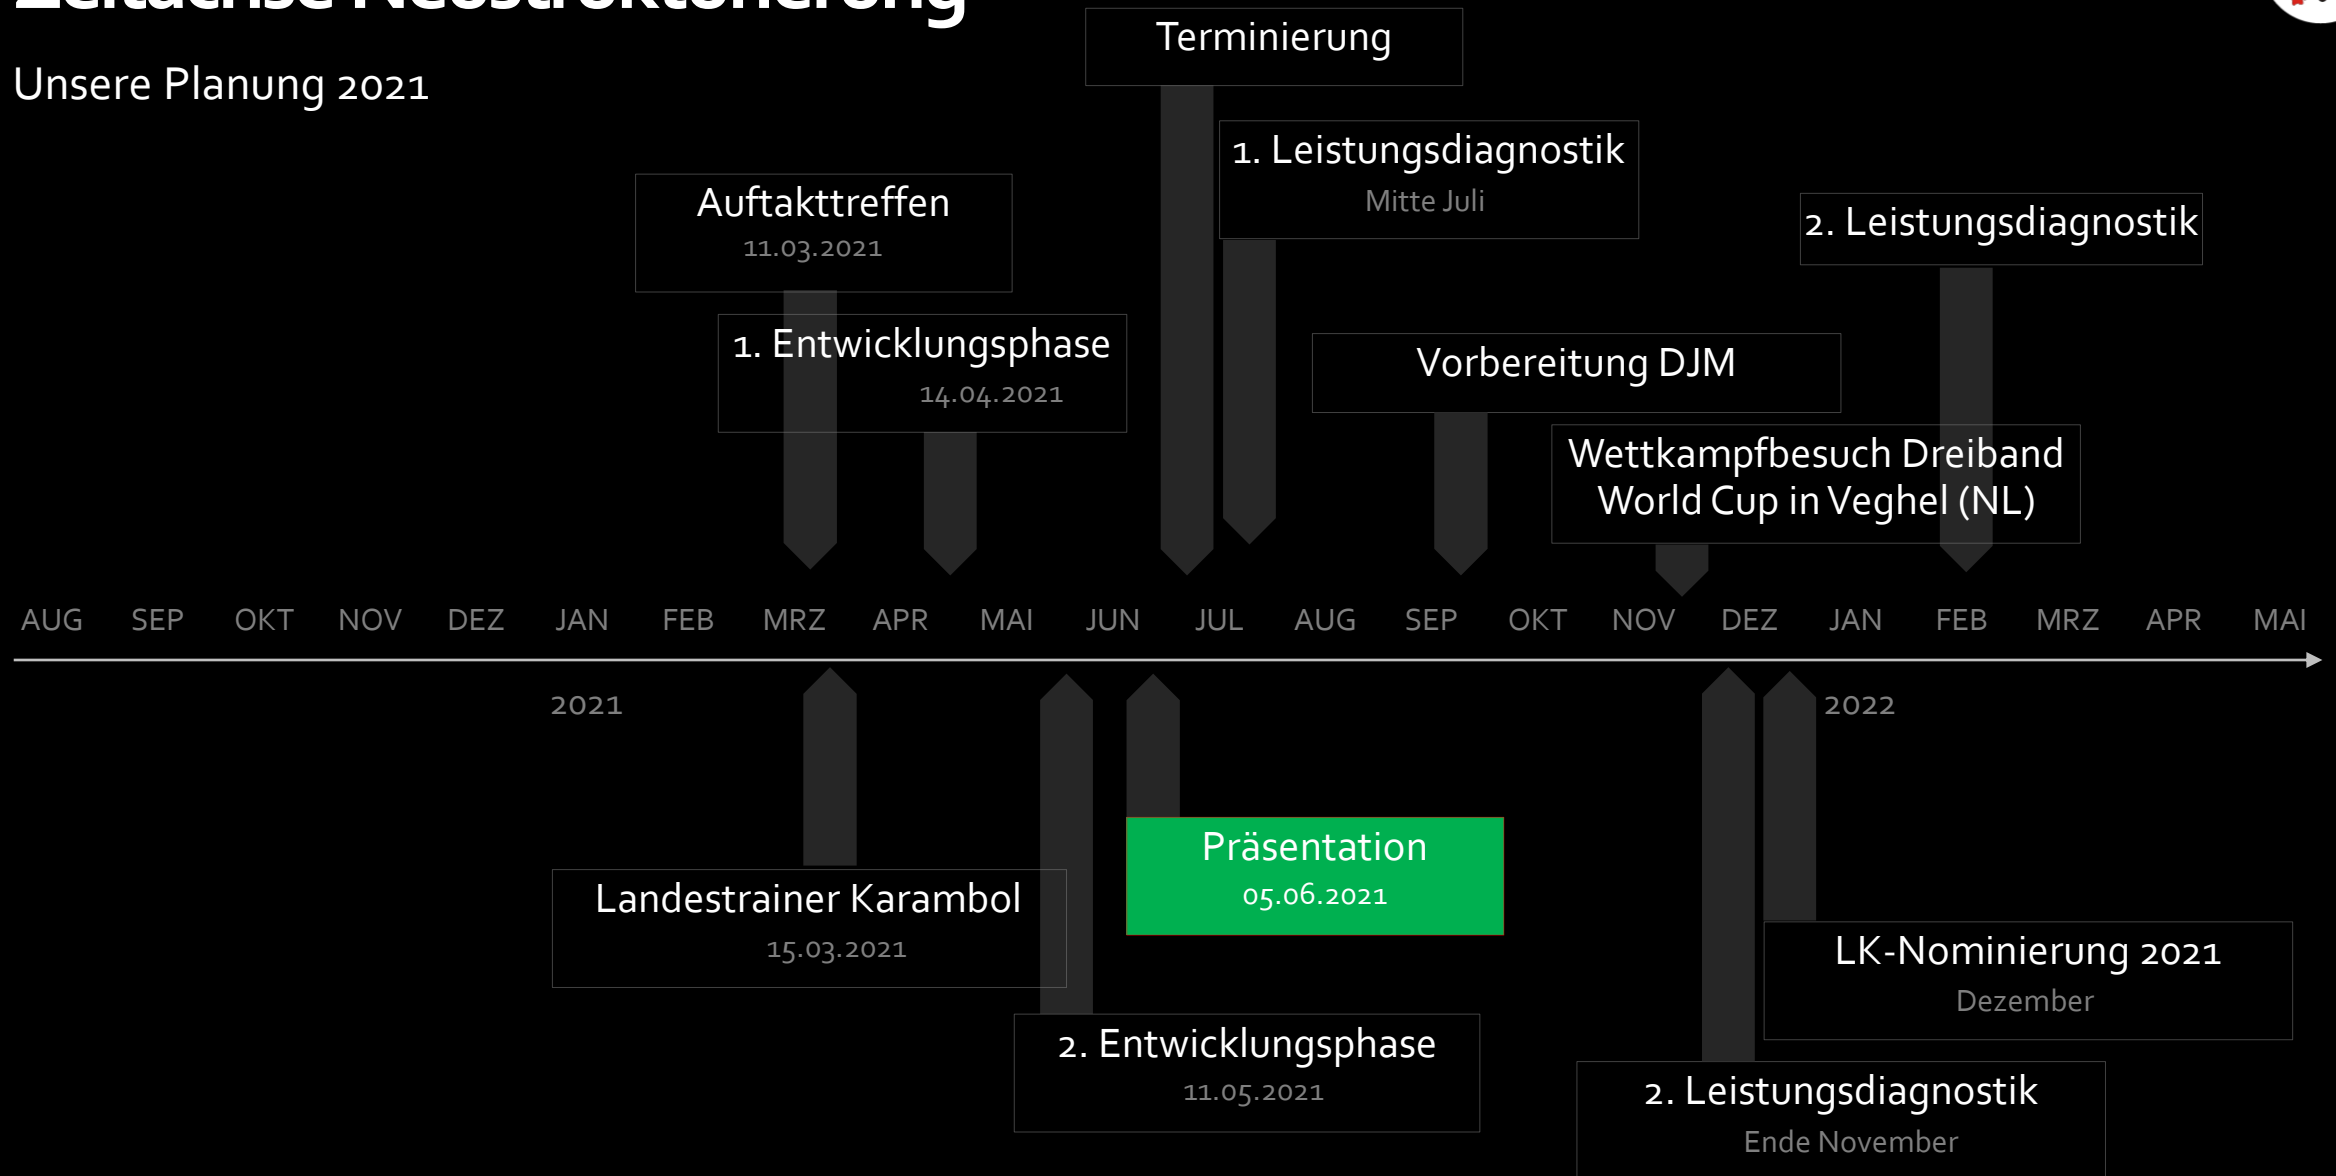 Zeitachse Neustrukturierung
Unsere Planung 2021
Terminierung
1. Leistungsdiagnostik
Mitte Juli
Auftakttreffen
11.03.2021
2. Leistungsdiagnostik
1. Entwicklungsphase
14.04.2021
Vorbereitung DJM
Wettkampfbesuch Dreiband
World Cup in Veghel (NL)
AUG SEP OKT NOV DEZ JAN FEB MRZ APR MAI JUN JUL AUG SEP OKT NOV DEZ JAN FEB MRZ APR MAI
2021 2022
Präsentation
05.06.2021
Landestrainer Karambol
15.03.2021
LK-Nominierung 2021
Dezember
2. Entwicklungsphase
11.05.2021
2. Leistungsdiagnostik
Ende November